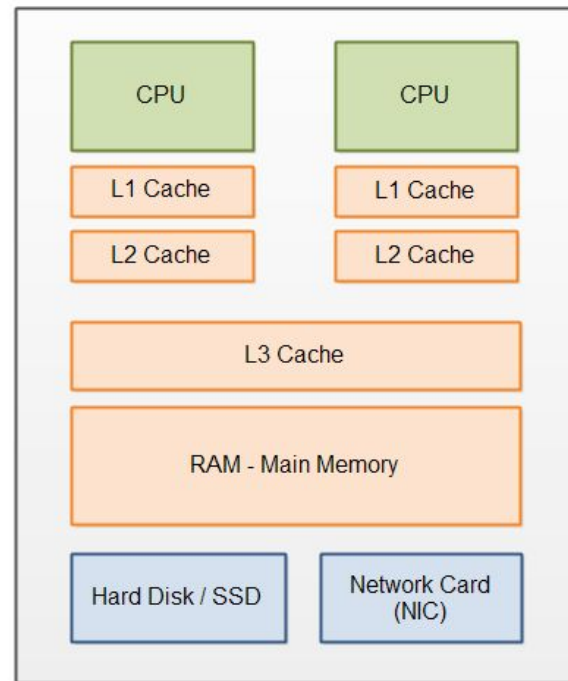 CPU
CPU
L1 Cache
L1 Cache
L2 Cache
L2 Cache
L3 Cache
RAM - Main Memory
Hard Disk / SSD
Network Card
(NIC)